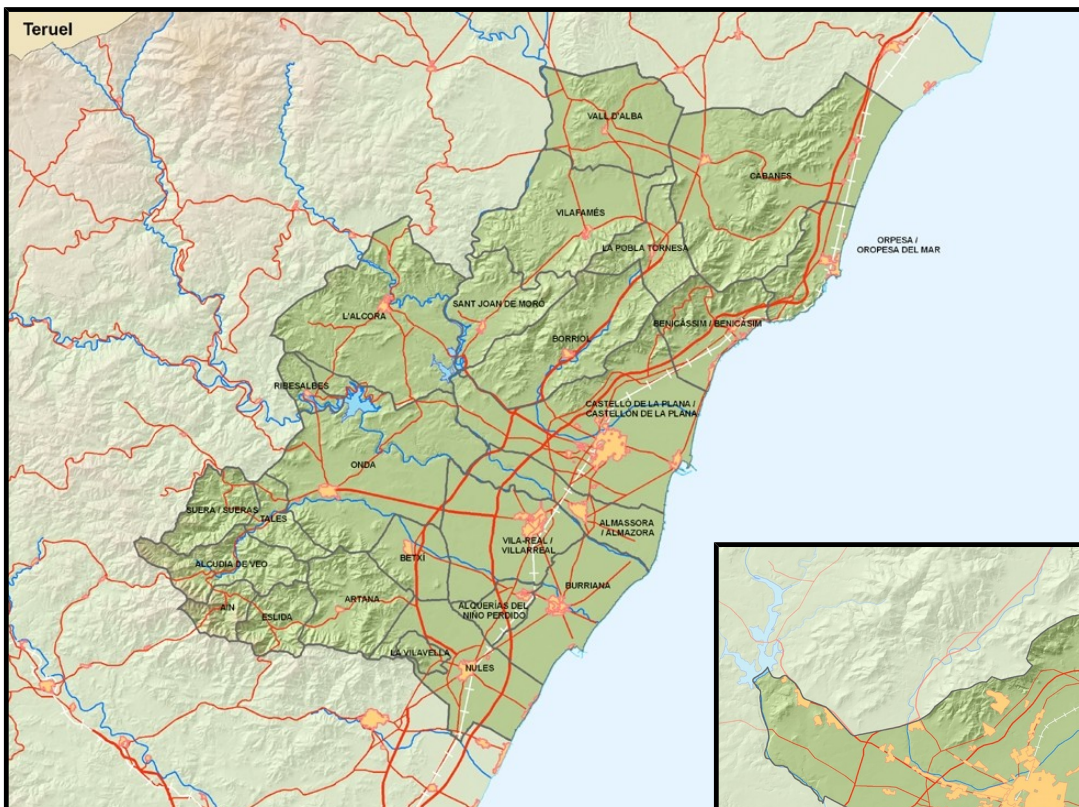 Teruel
VALL D'ALBA
CABANES
VILAFAMÉS
ORPESA /
OROPESA DEL MAR
LA POBLA TORNESA
SANT JOAN DE MORÓ
L'ALCORA
BENICÀSSIM / BENICASIM
BORRIOL
RIBESALBES
CASTELLÓ DE LA PLANA /
CASTELLÓN DE LA PLANA
ONDA
SUERA / SUERAS
TALES
ALMASSORA
/ ALMAZORA
VILA-REAL /
VILLARREAL
BETXÍ
ALCUDIA DE VEO
BURRIANA
ARTANA
AÍN
ESLIDA
ALQUERÍAS DEL
NIÑO PERDIDO
LA VILAVELLA
NULES